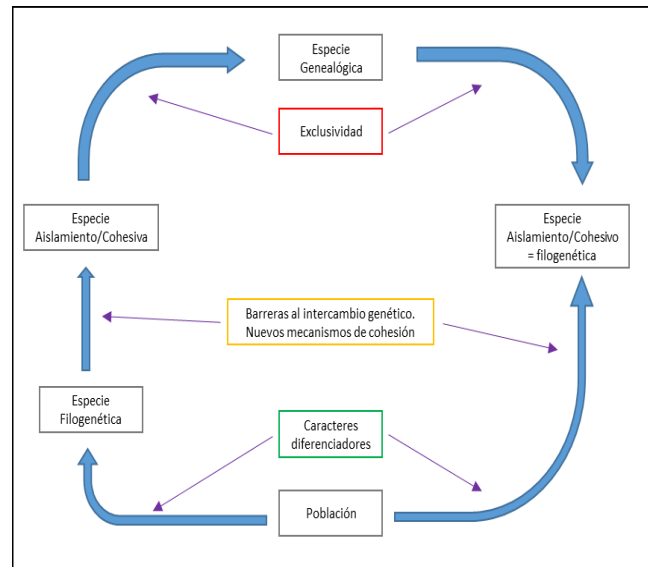 Especie
Genealógica
Exclusividad
Especie
Aislamiento/Cohesiva
Especie
Aislamiento/Cohesivo
= filogenética
Barreras al intercambio genético.
Nuevos mecanismos de cohesión
Especie
Filogenética
Caracteres
diferenciadores
Población